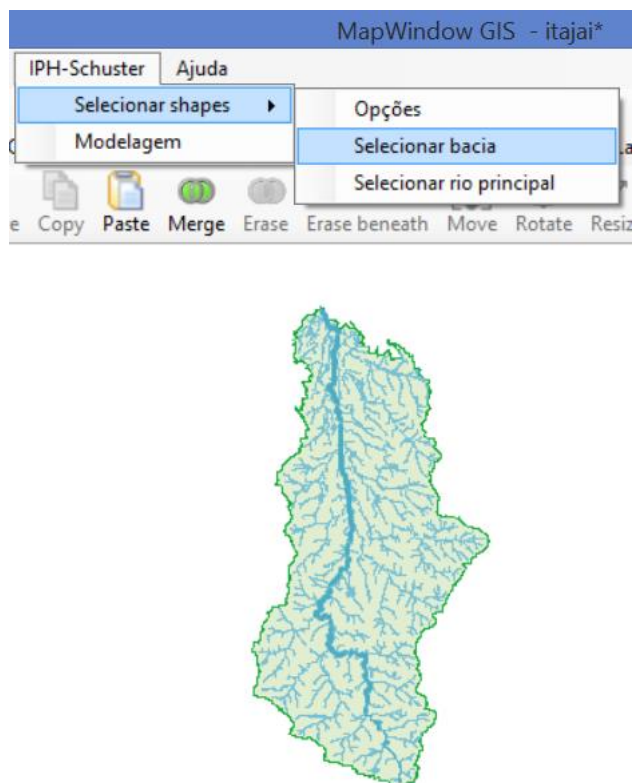 MapWindow GIS - itajai*
IPH-Schuster Ajuda
Selecionar shapes
Opções
Modelagem
Selecionar bacia
Selecionar rio principal
Copy Paste Merge Erase Erase beneath Move Rotate